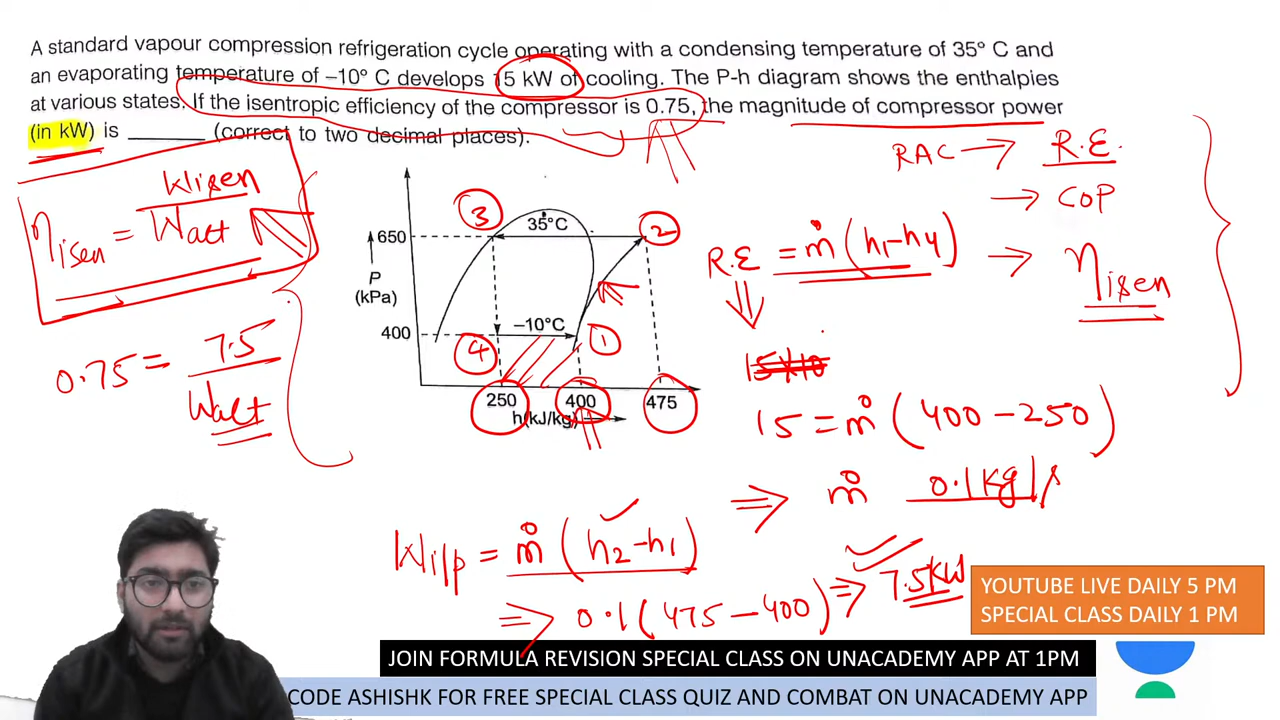 A standard vapour compression refrigeration cycle operating with a condensing temperature of 35° C and
an evaporating temperature of –10° C develops 15 kW of cooling. The P-h diagram shows the enthalpies
at various states. If the isentropic efficiency of the compressor is 0.75, the magnitude of compressor power
(in kW) is ______ (correct to two decimal places).
RAC → R.E.
→ COP
→ ηisen
ηisen = Wisen / Wact
0.75 = 7.5 / Wact
650
P
(kPa)
400
3
35°C
2
–10°C
4
1
250
400
475
h(kJ/kg)
R.E = ṁ(h1-h4)
15×10
15 = ṁ(400-250)
⇒ ṁ 0.1kg/s
Wi/p = ṁ(h2-h1)
⇒ 0.1(475-400) ⇒ 7.5kW
YOUTUBE LIVE DAILY 5 PM
SPECIAL CLASS DAILY 1 PM
JOIN FORMULA REVISION SPECIAL CLASS ON UNACADEMY APP AT 1PM
CODE ASHISHK FOR FREE SPECIAL CLASS QUIZ AND COMBAT ON UNACADEMY APP